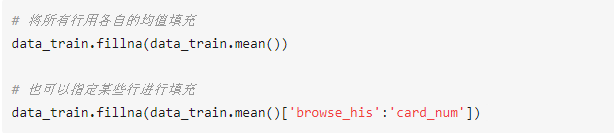 # 将所有行用各自的均值填充
data_train.fillna(data_train.mean())
# 也可以指定某些行进行填充
data_train.fillna(data_train.mean()['browse_his':'card_num'])